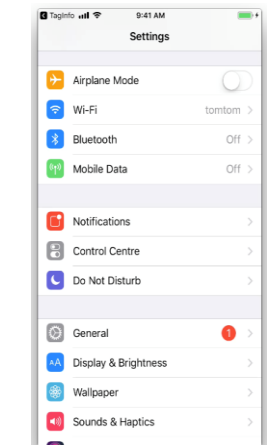 TagInfo 9:41 AM
Settings
Airplane Mode
Wi-Fi tomtom
Bluetooth Off
Mobile Data Off
Notifications
Control Centre
Do Not Disturb
General 1
AA Display & Brightness
Wallpaper
Sounds & Haptics